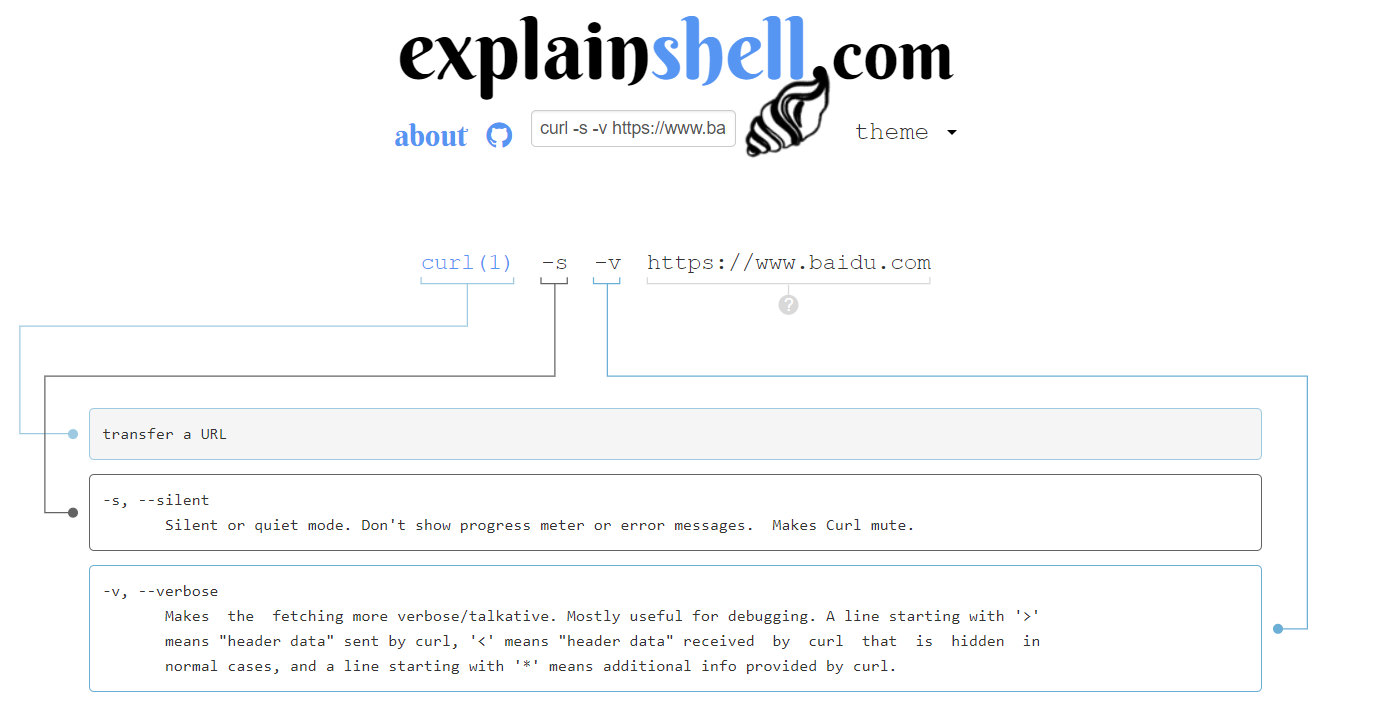 explainshell.com
about curl -s -v https://www.ba theme
curl(1) -s -v https://www.baidu.com
?
transfer a URL
-s, --silent
Silent or quiet mode. Don't show progress meter or error messages.  Makes Curl mute.
-v, --verbose
Makes  the  fetching more verbose/talkative. Mostly useful for debugging. A line starting with '>'
means "header data" sent by curl, '<' means "header data" received  by  curl  that  is  hidden  in
normal cases, and a line starting with '*' means additional info provided by curl.